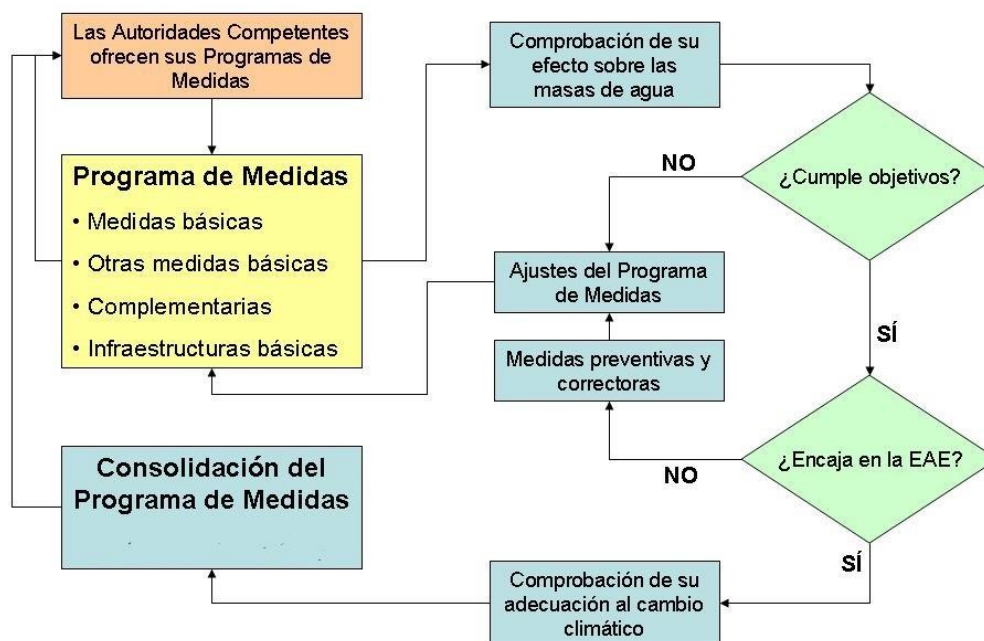 Las Autoridades Competentes
ofrecen sus Programas de
Medidas
Comprobación de su
efecto sobre las
masas de agua
Programa de Medidas
• Medidas básicas
• Otras medidas básicas
• Complementarias
• Infraestructuras básicas
NO
¿Cumple objetivos?
Ajustes del Programa
de Medidas
SÍ
Medidas preventivas y
correctoras
¿Encaja en la EAE?
NO
Consolidación del
Programa de Medidas
SÍ
Comprobación de su
adecuación al cambio
climático